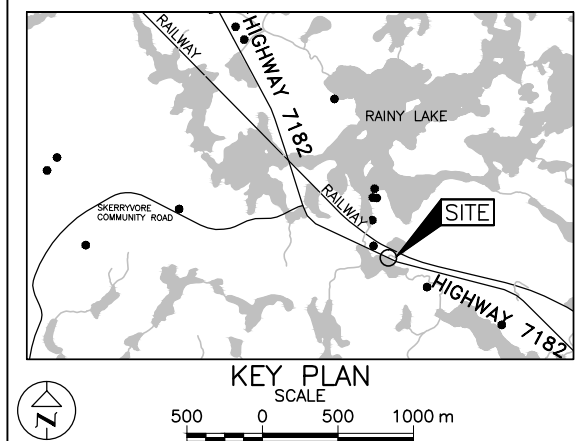 RAILWAY
HIGHWAY 7182
RAINY LAKE
RAILWAY
SKERRYVORE
COMMUNITY ROAD
SITE
HIGHWAY 7182
KEY PLAN
SCALE
500 0 500 1000 m
N